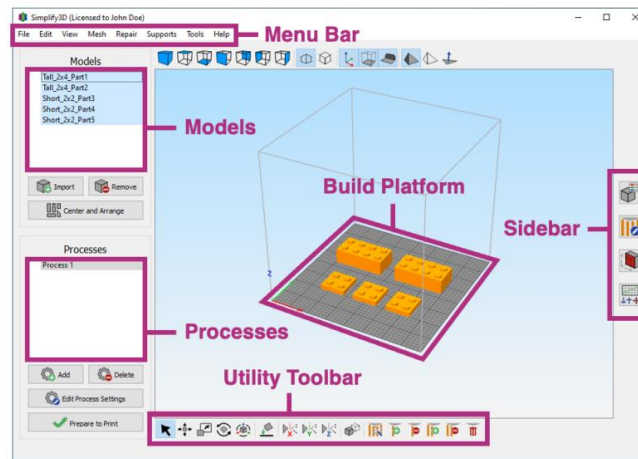 Simplify3D (Licensed to John Doe)
File Edit View Mesh Repair Supports Tools Help
Menu Bar
Models
Tall_2x4_Part1
Tall_2x4_Part2
Short_2x2_Part3
Short_2x2_Part4
Short_2x2_Part5
Models
Import Remove
Center and Arrange
Build Platform
Sidebar
Processes
Process 1
Processes
Z
Add Delete
Edit Process Settings
Prepare to Print
Utility Toolbar
X Y Z